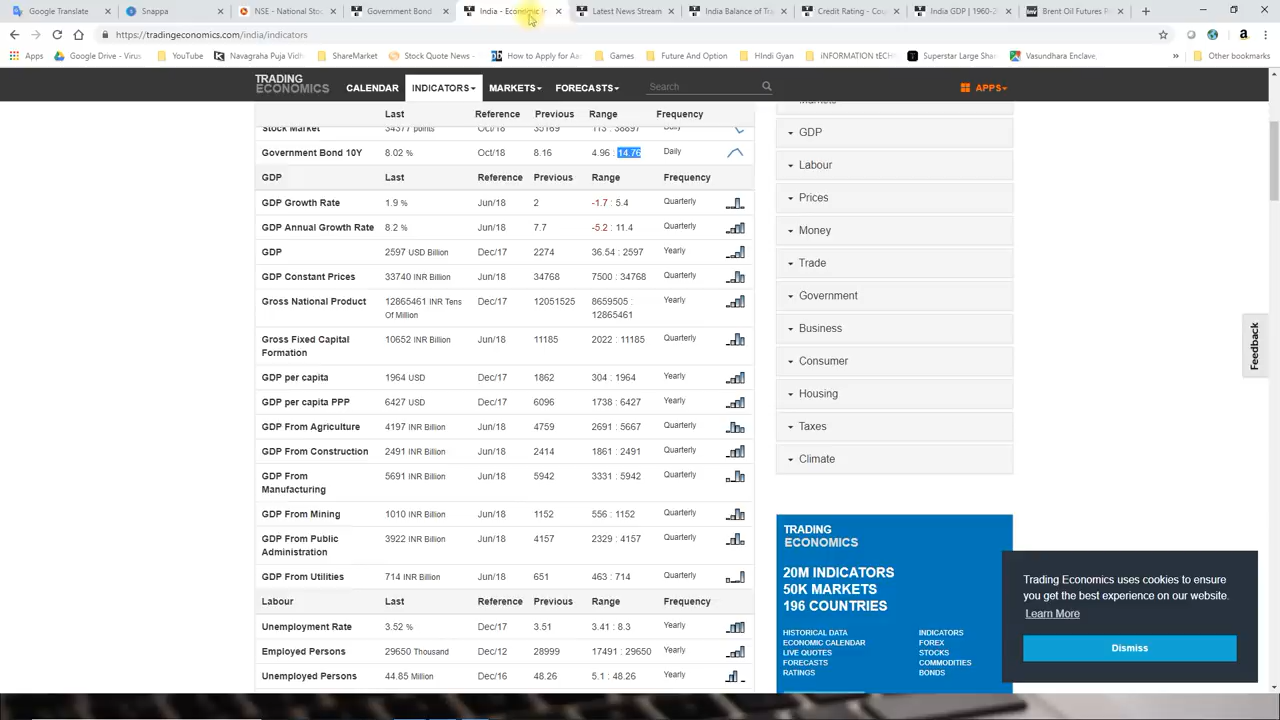 Google Translate
Snappa
NSE - National Sto
Government Bond
India - Economic In
Latest News Stream
India Balance of Tra
Credit Rating - Cou
India GDP | 1960-2
Brent Oil Futures P
https://tradingeconomics.com/india/indicators
Apps
Google Drive - Virus
YouTube
Navagraha Puja Vidh
ShareMarket
Stock Quote News -
How to Apply for Aa
Games
Future And Option
HIndi Gyan
iNFORMATION tECH
Superstar Large Sha
Vasundhara Enclave,
Other bookmarks
TRADING
ECONOMICS
CALENDAR
INDICATORS
MARKETS
FORECASTS
Search
APPS
Last Reference Previous Range Frequency
Stock Market 34377 points Oct/18 35169 113 : 38897 Daily
Government Bond 10Y 8.02 % Oct/18 8.16 4.96 : 14.76 Daily
GDP Last Reference Previous Range Frequency
GDP Growth Rate 1.9 % Jun/18 2 -1.7 : 5.4 Quarterly
GDP Annual Growth Rate 8.2 % Jun/18 7.7 -5.2 : 11.4 Quarterly
GDP 2597 USD Billion Dec/17 2274 36.54 : 2597 Yearly
GDP Constant Prices 33740 INR Billion Jun/18 34768 7500 : 34768 Quarterly
Gross National Product 12865461 INR Tens Dec/17 12051525 8659505 : Yearly
Of Million 12865461
Gross Fixed Capital 10652 INR Billion Jun/18 11185 2022 : 11185 Quarterly
Formation
GDP per capita 1964 USD Dec/17 1862 304 : 1964 Yearly
GDP per capita PPP 6427 USD Dec/17 6096 1738 : 6427 Yearly
GDP From Agriculture 4197 INR Billion Jun/18 4759 2691 : 5667 Quarterly
GDP From Construction 2491 INR Billion Jun/18 2414 1861 : 2491 Quarterly
GDP From 5691 INR Billion Jun/18 5942 3331 : 5942 Quarterly
Manufacturing
GDP From Mining 1010 INR Billion Jun/18 1152 556 : 1152 Quarterly
GDP From Public 3922 INR Billion Jun/18 4157 2329 : 4157 Quarterly
Administration
GDP From Utilities 714 INR Billion Jun/18 651 463 : 714 Quarterly
Labour Last Reference Previous Range Frequency
Unemployment Rate 3.52 % Dec/17 3.51 3.41 : 8.3 Yearly
Employed Persons 29650 Thousand Dec/12 28999 17491 : 29650 Yearly
Unemployed Persons 44.85 Million Dec/16 48.26 5.1 : 48.26 Yearly
Markets
GDP
Labour
Prices
Money
Trade
Government
Business
Consumer
Housing
Taxes
Climate
Feedback
TRADING
ECONOMICS
20M INDICATORS
50K MARKETS
196 COUNTRIES
HISTORICAL DATA INDICATORS
ECONOMIC CALENDAR FOREX
LIVE QUOTES STOCKS
FORECASTS COMMODITIES
RATINGS BONDS
Trading Economics uses cookies to ensure
you get the best experience on our website.
Learn More
Dismiss